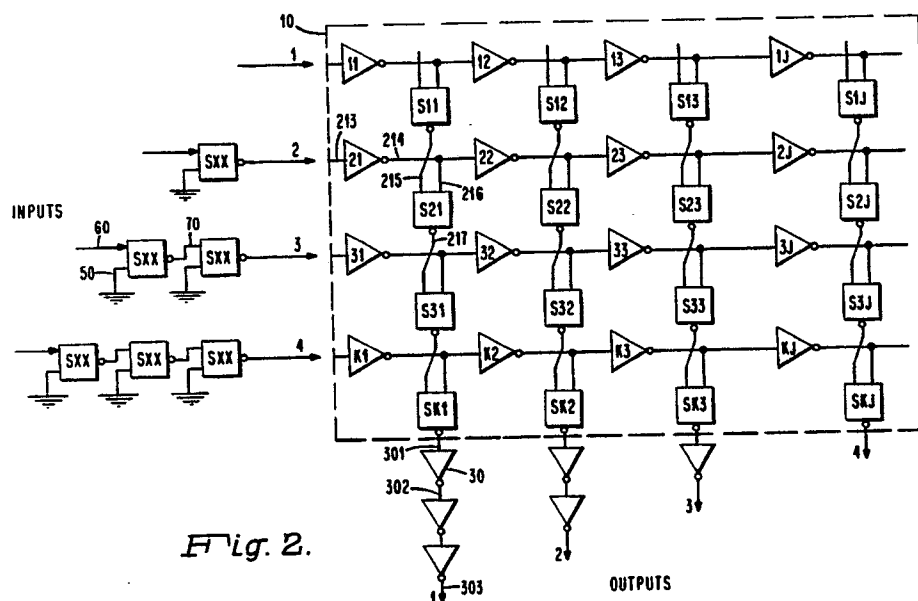 10
1 11 12 13 1J
S11 S12 S13 S1J
213 214
SXX 2 21 22 23 2J
215 216
INPUTS
S21 S22 S23 S2J
60 70 217
SXX SXX 3 31 32 33 3J
50
S31 S32 S33 S3J
SXX SXX SXX 4 K1 K2 K3 KJ
SK1 SK2 SK3 SKJ
301 4
30
302 3
2
Fig. 2.
1 303 OUTPUTS